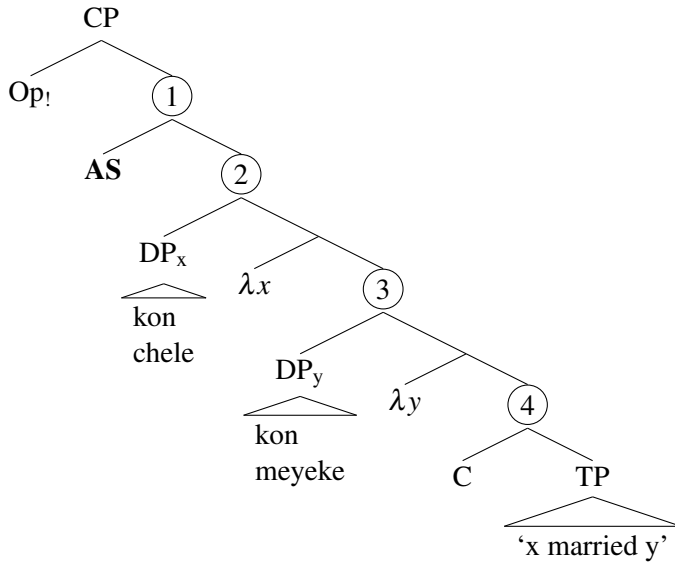 CP
Op!
1
AS
2
DPx
λx
3
kon
chele
DPy
λy
4
kon
meyeke
C
TP
‘x married y’